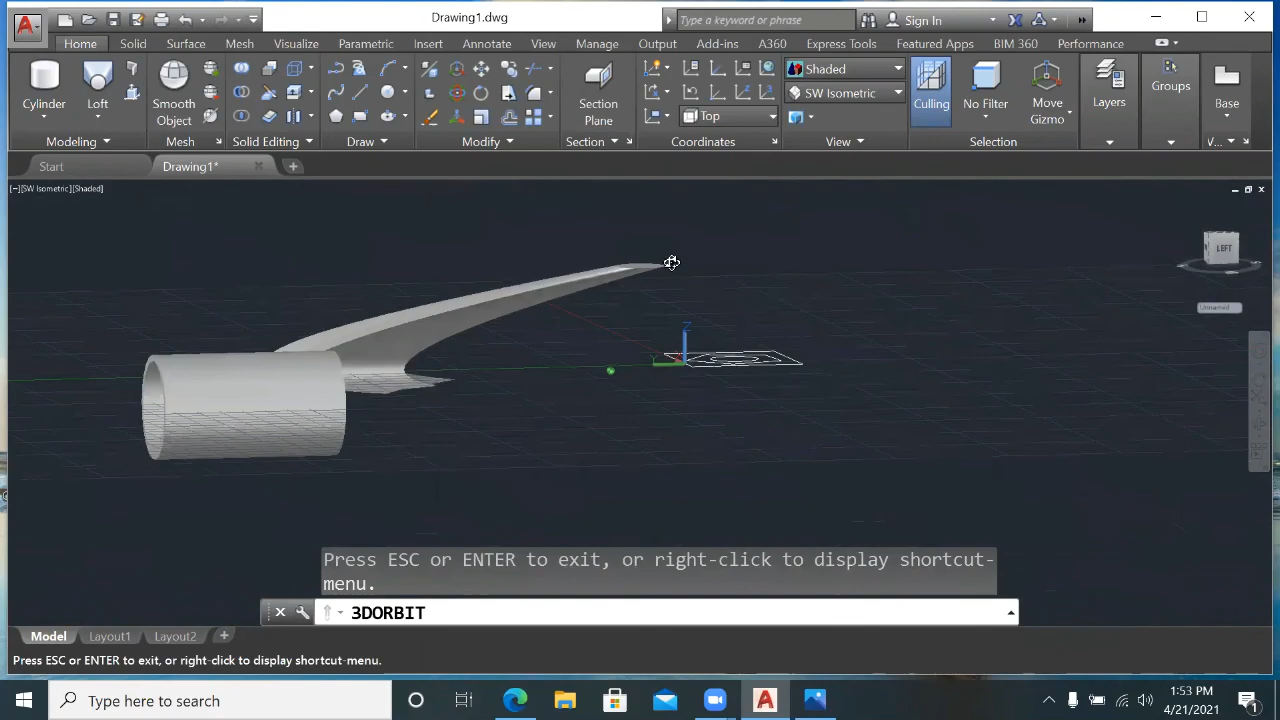 Drawing1.dwg
Type a keyword or phrase
Sign In
Home Solid Surface Mesh Visualize Parametric Insert Annotate View Manage Output Add-ins A360 Express Tools Featured Apps BIM 360 Performance
Cylinder
Loft
Smooth
Object
Section
Plane
Shaded
SW Isometric
Top
Culling
No Filter
Move
Gizmo
Layers
Groups
Base
Modeling
Mesh
Solid Editing
Draw
Modify
Section
Coordinates
View
Selection
V...
Start
Drawing1*
[−][SW Isometric][Shaded]
LEFT
Unnamed
Z
Y
Press ESC or ENTER to exit, or right-click to display shortcut-
menu.
3DORBIT
Model Layout1 Layout2
Press ESC or ENTER to exit, or right-click to display shortcut-menu.
Type here to search
1:53 PM
4/21/2021
1